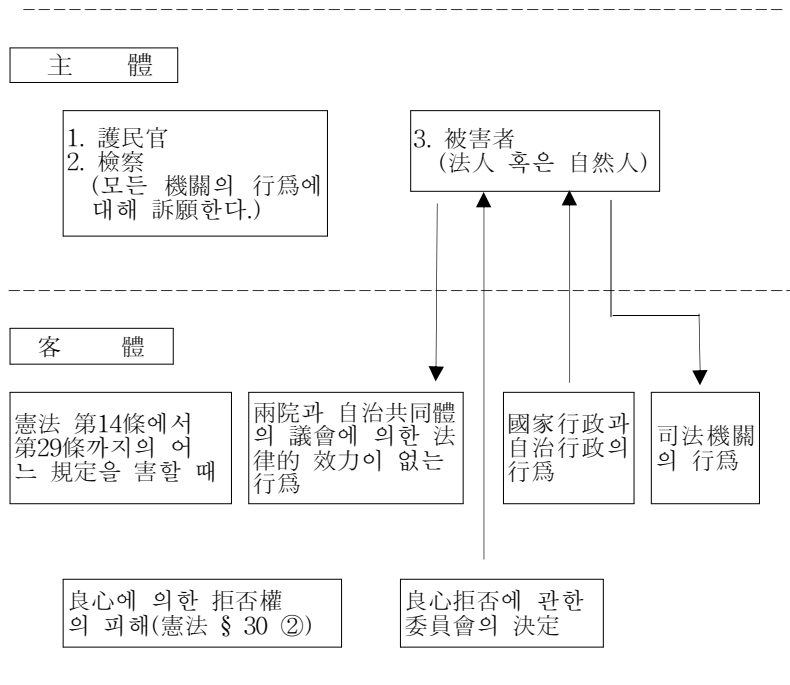 主 體
1. 護民官
2. 檢察
(모든 機關의 行爲에
대해 訴願한다.)
3. 被害者
(法人 혹은 自然人)
客 體
憲法 第14條에서
第29條까지의 어
느 規定을 害할 때
兩院과 自治共同體
의 議會에 의한 法
律的 效力이 없는
行爲
國家行政과
自治行政의
行爲
司法機關
의 行爲
良心에 의한 拒否權
의 피해(憲法 § 30 ②)
良心拒否에 관한
委員會의 決定